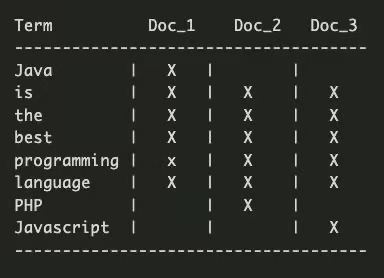 Term Doc_1 Doc_2 Doc_3
------------------------------------
Java | X | |
is | X | X | X
the | X | X | X
best | X | X | X
programming | x | X | X
language | X | X | X
PHP | | X |
Javascript | | | X
------------------------------------